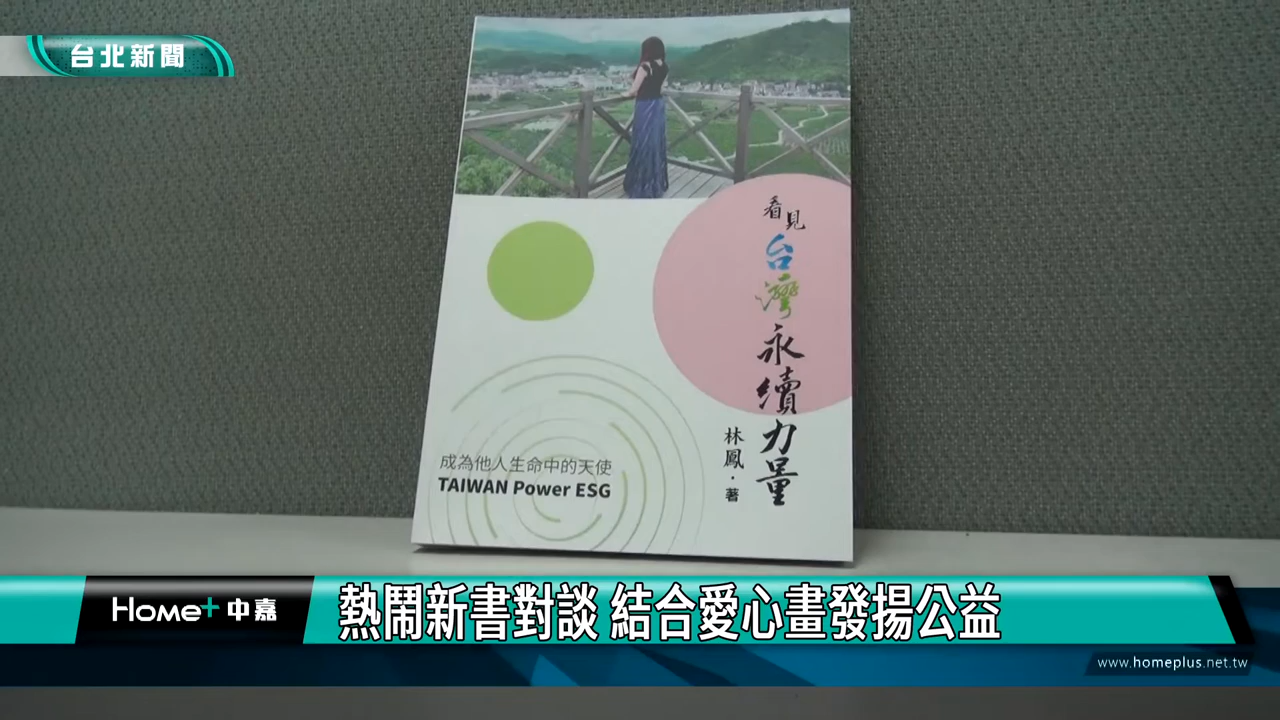 台北新聞
看見
台灣永續力量
林鳳·著
成為他人生命中的天使
TAIWAN Power ESG
Home+中嘉
熱鬧新書對談 結合愛心畫發揚公益
www.homeplus.net.tw